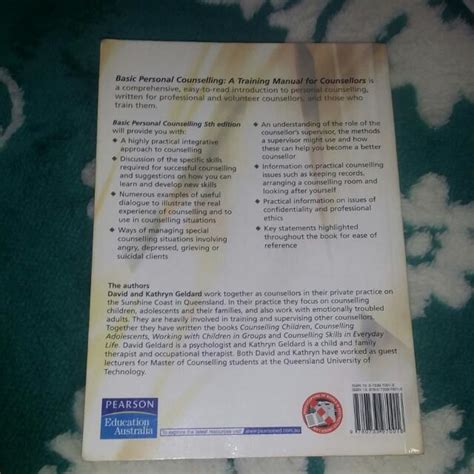 Basic Personal Counselling: A Training Manual for Counsellors is
a comprehensive, easy-to-read introduction to personal counselling,
written for professional and volunteer counsellors, and those who
train them.
Basic Personal Counselling 5th edition
will provide you with:
◆ A highly practical integrative
approach to counselling
◆ Discussion of the specific skills
required for successful counselling
and suggestions on how you can
learn and develop new skills
◆ Numerous examples of useful
dialogue to illustrate the real
experience of counselling and to use
in counselling situations
◆ Ways of managing special
counselling situations involving
angry, depressed, grieving or
suicidal clients
◆ An understanding of the role of the
counsellor's supervisor, the methods
a supervisor might use and how
these can help you become a better
counsellor
◆ Information on practical counselling
issues such as keeping records,
arranging a counselling room and
looking after yourself
◆ Practical information on issues of
confidentiality and professional
ethics
◆ Key statements highlighted
throughout the book for ease of
reference
The authors
David and Kathryn Geldard work together as counsellors in their private practice on
the Sunshine Coast in Queensland. In their practice they focus on counselling
children, adolescents and their families, and also work with emotionally troubled
adults. They are heavily involved in training and supervising other counsellors.
Together they have written the books Counselling Children, Counselling
Adolescents, Working with Children in Groups and Counselling Skills in Everyday
Life. David Geldard is a psychologist and Kathryn Geldard is a child and family
therapist and occupational therapist. Both David and Kathryn have worked as guest
lecturers for Master of Counselling students at the Queensland University of
Technology.
PEARSON
Education
Australia
To explore the latest resources visit www.pearsoned.com.au